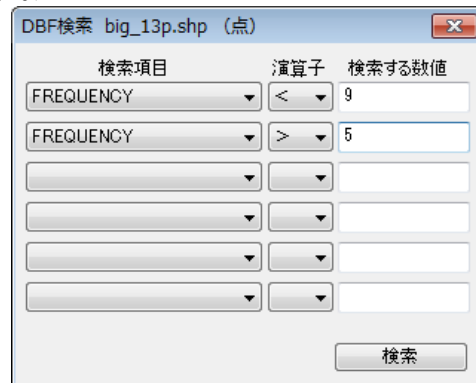 DBF検索 big_13p.shp （点）
検索項目 演算子 検索する数値
FREQUENCY < 9
FREQUENCY > 5
検索